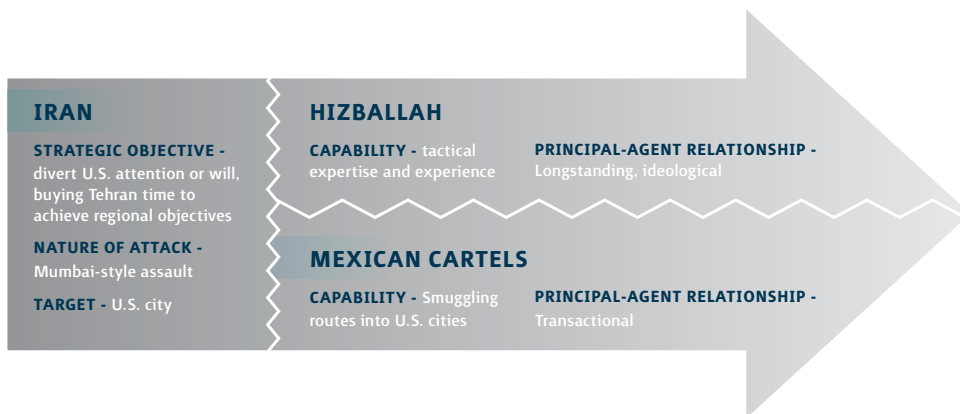 IRAN
STRATEGIC OBJECTIVE -
divert U.S. attention or will,
buying Tehran time to
achieve regional objectives
NATURE OF ATTACK -
Mumbai-style assault
TARGET - U.S. city
HIZBALLAH
CAPABILITY - tactical
expertise and experience
PRINCIPAL-AGENT RELATIONSHIP -
Longstanding, ideological
MEXICAN CARTELS
CAPABILITY - Smuggling
routes into U.S. cities
PRINCIPAL-AGENT RELATIONSHIP -
Transactional